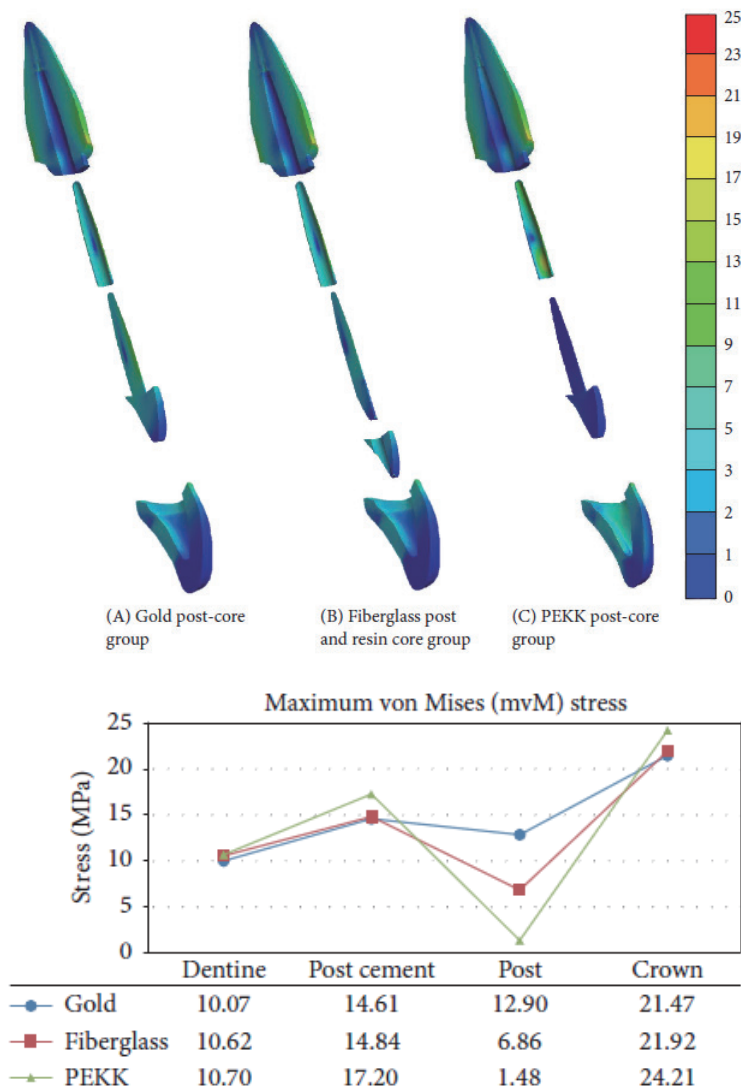 25
23
21
19
17
15
13
11
9
7
5
3
2
1
0
(A) Gold post-core
group
(B) Fiberglass post
and resin core group
(C) PEKK post-core
group
Maximum von Mises (mvM) stress
25
20
15
10
5
0
Stress (MPa)
Dentine Post cement Post Crown
Gold 10.07 14.61 12.90 21.47
Fiberglass 10.62 14.84 6.86 21.92
PEKK 10.70 17.20 1.48 24.21